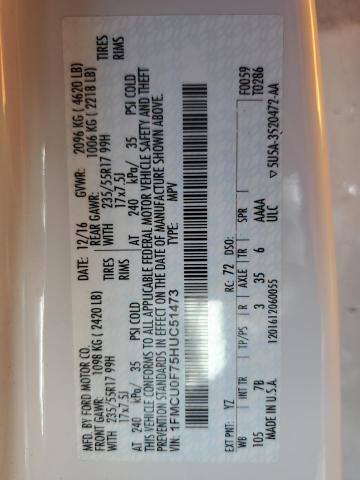 MFD. BY FORD MOTOR CO.
DATE: 12/16 GVWR: 2096 KG ( 4620 LB)
FRONT GAWR: 1098 KG (2420 LB)
REAR GAWR: 1006 KG ( 2218 LB)
WITH 235/55R17 99H TIRES
WITH 235/55R17 99H TIRES
17x7.5J RIMS
17x7.5J RIMS
AT 240 kPa/ 35 PSI COLD
AT 240 kPa/ 35 PSI COLD
THIS VEHICLE CONFORMS TO ALL APPLICABLE FEDERAL MOTOR VEHICLE SAFETY AND THEFT
PREVENTION STANDARDS IN EFFECT ON THE DATE OF MANUFACTURE SHOWN ABOVE.
VIN: 1FMCU0F75HUC51473 TYPE: MPV
F0059
T0286
EXT PNT: YZ RC: 72 DSO:
WB INT TR TP/PS R AXLE TR SPR
105 7B 3 35 6 AAAA
MADE IN U.S.A. 1201612060055 ULC
▽5U5A-3520472-AA